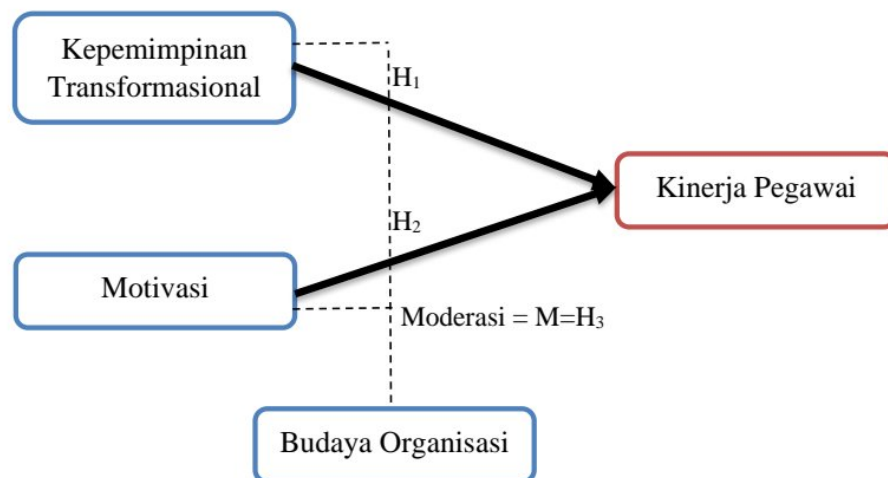 Kepemimpinan
Transformasional
H₁
Kinerja Pegawai
H₂
Motivasi
Moderasi = M=H₃
Budaya Organisasi